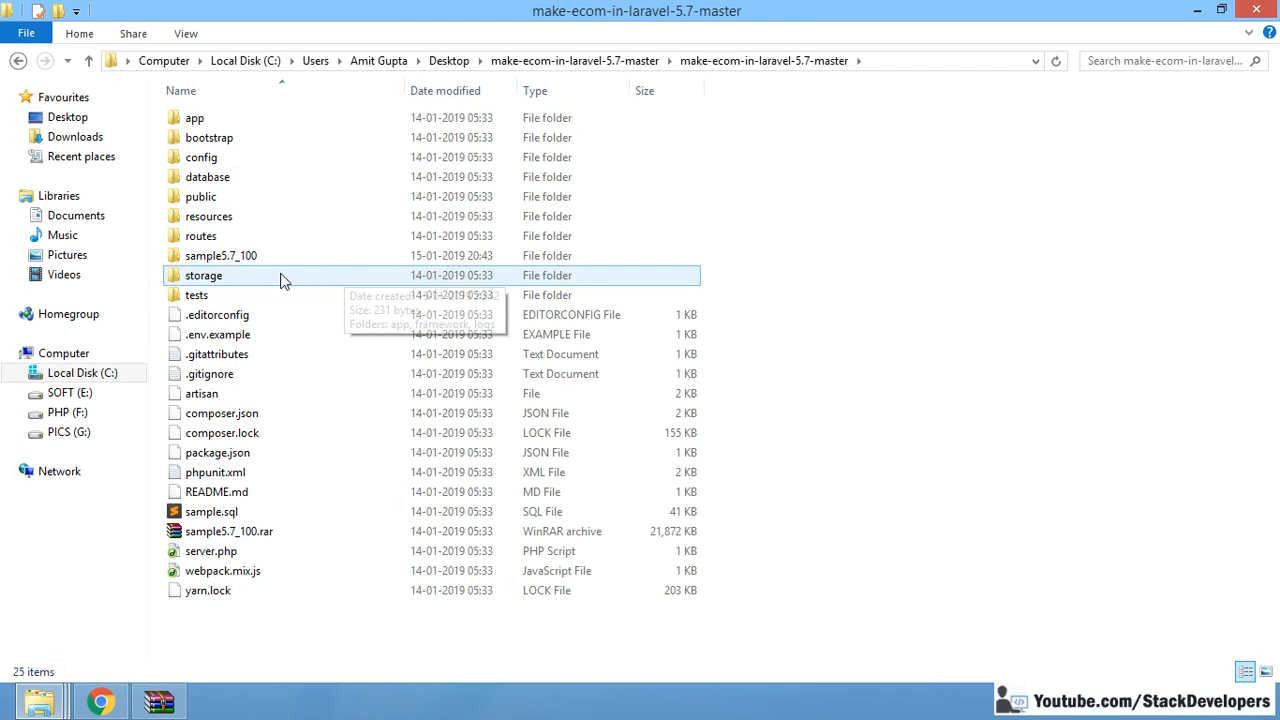 make-ecom-in-laravel-5.7-master
File Home Share View
Computer Local Disk (C:) Users Amit Gupta Desktop make-ecom-in-laravel-5.7-master make-ecom-in-laravel-5.7-master Search make-ecom-in-laravel...
Name Date modified Type Size
Favourites
Desktop
Downloads
Recent places
Libraries
Documents
Music
Pictures
Videos
Homegroup
Computer
Local Disk (C:)
SOFT (E:)
PHP (F:)
PICS (G:)
Network
app 14-01-2019 05:33 File folder
bootstrap 14-01-2019 05:33 File folder
config 14-01-2019 05:33 File folder
database 14-01-2019 05:33 File folder
public 14-01-2019 05:33 File folder
resources 14-01-2019 05:33 File folder
routes 14-01-2019 05:33 File folder
sample5.7_100 15-01-2019 20:43 File folder
storage 14-01-2019 05:33 File folder
tests 14-01-2019 05:33 File folder
Date created:
Size: 231 bytes
Folders: app, framework, logs
.editorconfig 14-01-2019 05:33 EDITORCONFIG File 1 KB
.env.example 14-01-2019 05:33 EXAMPLE File 1 KB
.gitattributes 14-01-2019 05:33 Text Document 1 KB
.gitignore 14-01-2019 05:33 Text Document 1 KB
artisan 14-01-2019 05:33 File 2 KB
composer.json 14-01-2019 05:33 JSON File 2 KB
composer.lock 14-01-2019 05:33 LOCK File 155 KB
package.json 14-01-2019 05:33 JSON File 2 KB
phpunit.xml 14-01-2019 05:33 XML File 2 KB
README.md 14-01-2019 05:33 MD File 1 KB
sample.sql 14-01-2019 05:33 SQL File 41 KB
sample5.7_100.rar 14-01-2019 05:33 WinRAR archive 21,872 KB
server.php 14-01-2019 05:33 PHP Script 1 KB
webpack.mix.js 14-01-2019 05:33 JavaScript File 1 KB
yarn.lock 14-01-2019 05:33 LOCK File 203 KB
25 items
Youtube.com/StackDevelopers